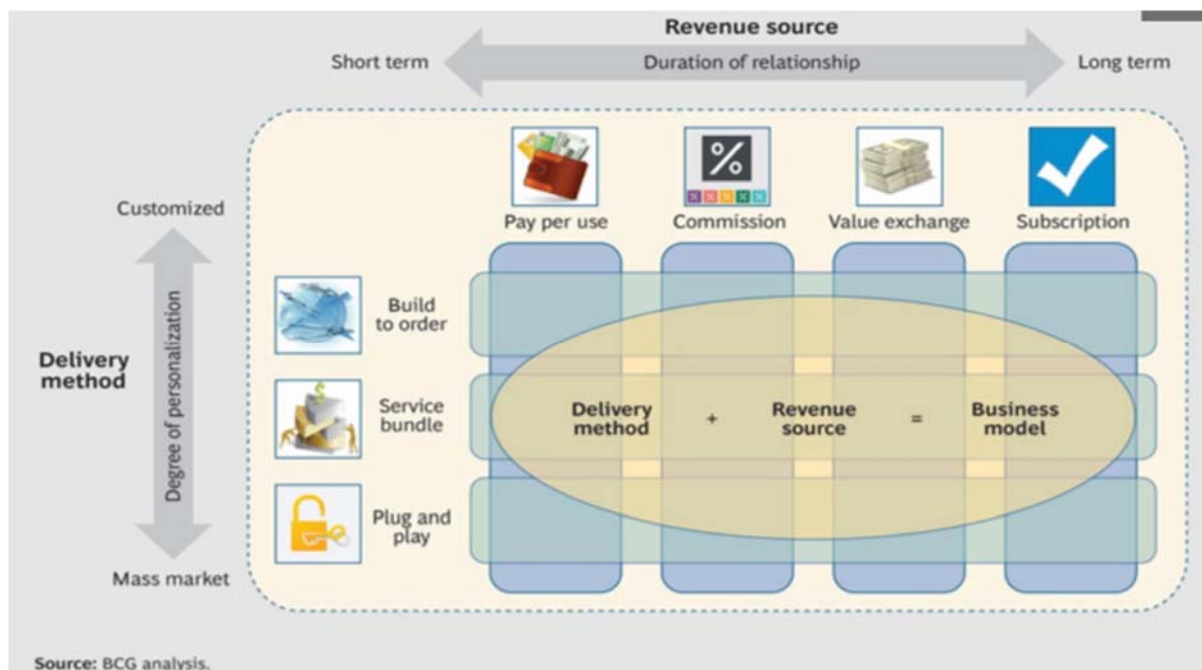 Revenue source
Short term
Duration of relationship
Long term
%
Pay per use
Commission
Value exchange
Subscription
Customized
Degree of personalization
Delivery
method
Mass market
Build
to order
$
Service
bundle
Plug and
play
Delivery
method
+
Revenue
source
=
Business
model
Source: BCG analysis.